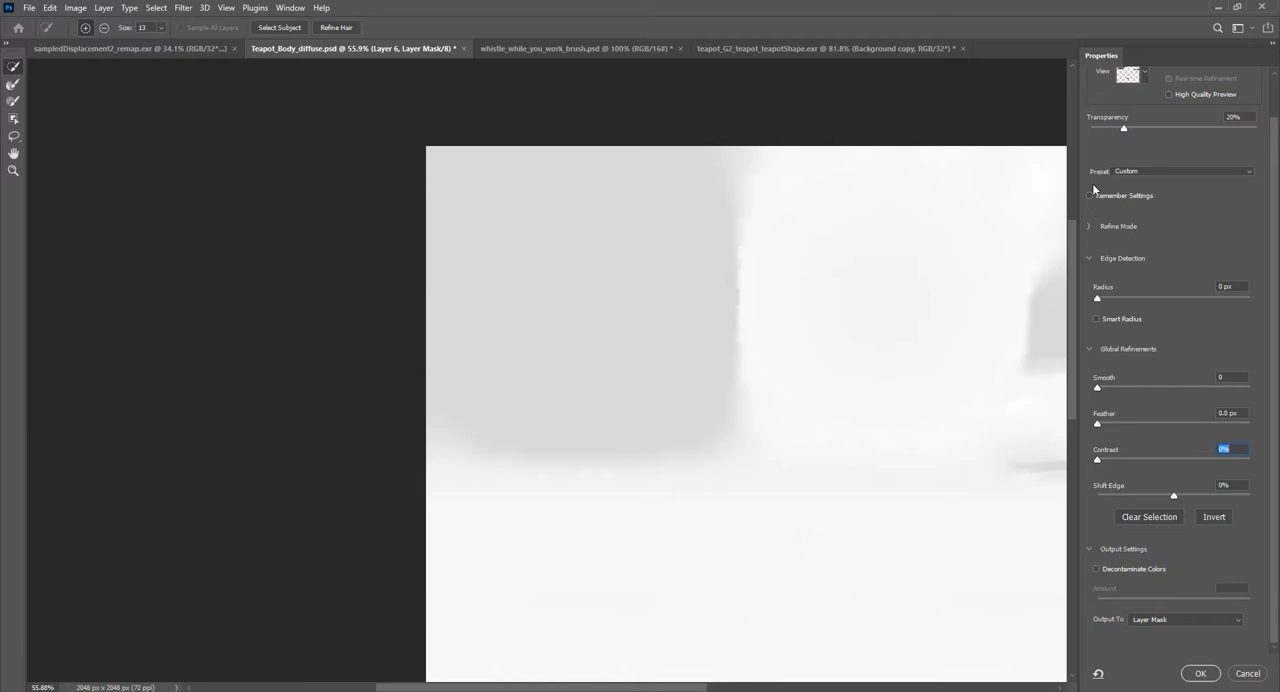 Ps File Edit Image Layer Type Select Filter 3D View Plugins Window Help
Size: 13 Sample All Layers Select Subject Refine Hair
sampledDisplacement2_remap.exr @ 34.1% (RGB/32*...) × Teapot_Body_diffuse.psd @ 55.9% (Layer 6, Layer Mask/8) * × whistle_while_you_work_brush.psd @ 100% (RGB/16#) * × teapot_G2_teapot_teapotShape.exr @ 81.8% (Background copy, RGB/32*) * ×
Properties
View
Real-time Refinement
High Quality Preview
Transparency 20%
Preset Custom
Remember Settings
Refine Mode
Edge Detection
Radius 0 px
Smart Radius
Global Refinements
Smooth 0
Feather 0.0 px
Contrast 0%
Shift Edge 0%
Clear Selection Invert
Output Settings
Decontaminate Colors
Amount
Output To Layer Mask
OK Cancel
55.88% 2048 px x 2048 px (72 ppi)